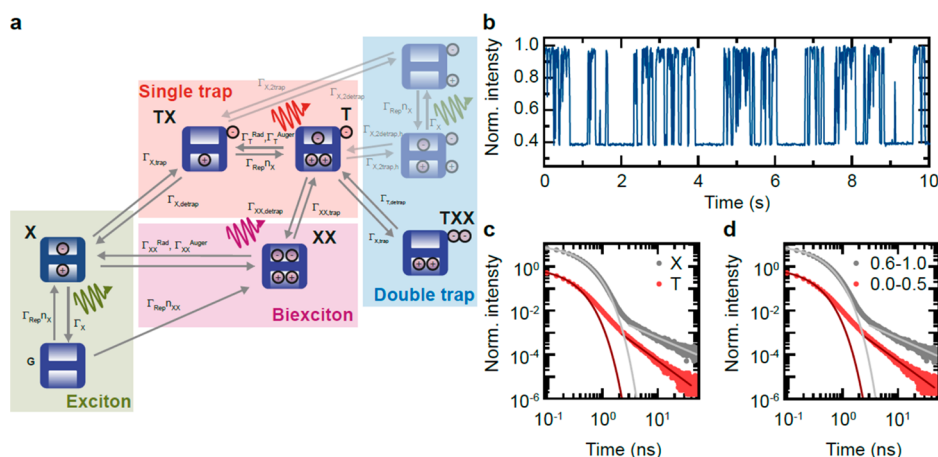 a
Single trap
TX
T
Γ_X,2trap
Γ_X,2detrap
Γ_T^Rad, Γ_T^Auger
Γ_Rep n_X
Γ_Rep n_X
Γ_X
Γ_X,2detrap,h
Γ_X,2trap,h
Γ_X,trap
Γ_X,detrap
Γ_XX,detrap
Γ_XX,trap
Γ_X,trap
X
XX
TXX
Γ_XX^Rad, Γ_XX^Auger
Double trap
Γ_Rep n_X
Γ_X
Γ_Rep n_XX
Biexciton
G
Exciton
b
Norm. intensty
1.0
0.8
0.6
0.4
0 2 4 6 8 10
Time (s)
c
Norm. intensty
10^0
10^-2
10^-4
10^-6
X
T
10^-1 10^0 10^1
Time (ns)
d
Norm. intensty
10^0
10^-2
10^-4
10^-6
0.6-1.0
0.0-0.5
10^-1 10^0 10^1
Time (ns)